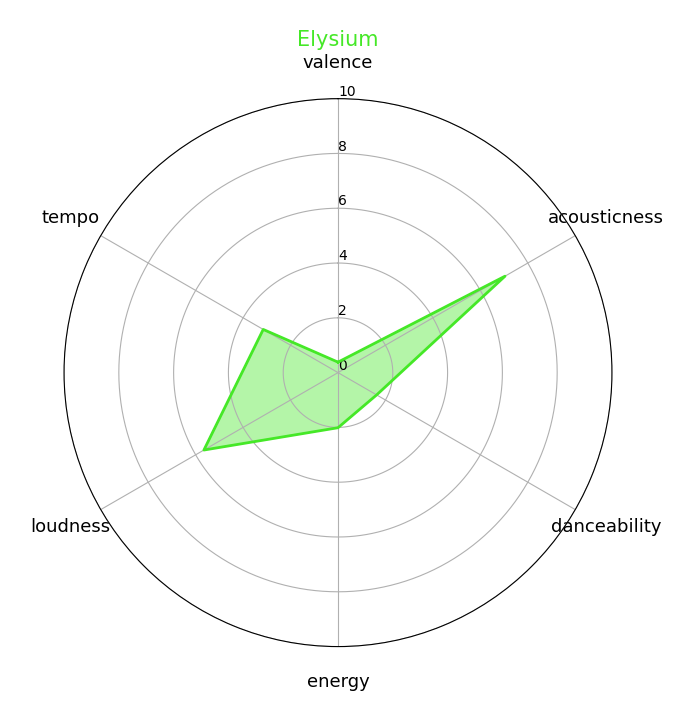 Elysium
valence
10
8
tempo
6
acousticness
4
2
0
loudness
danceability
energy